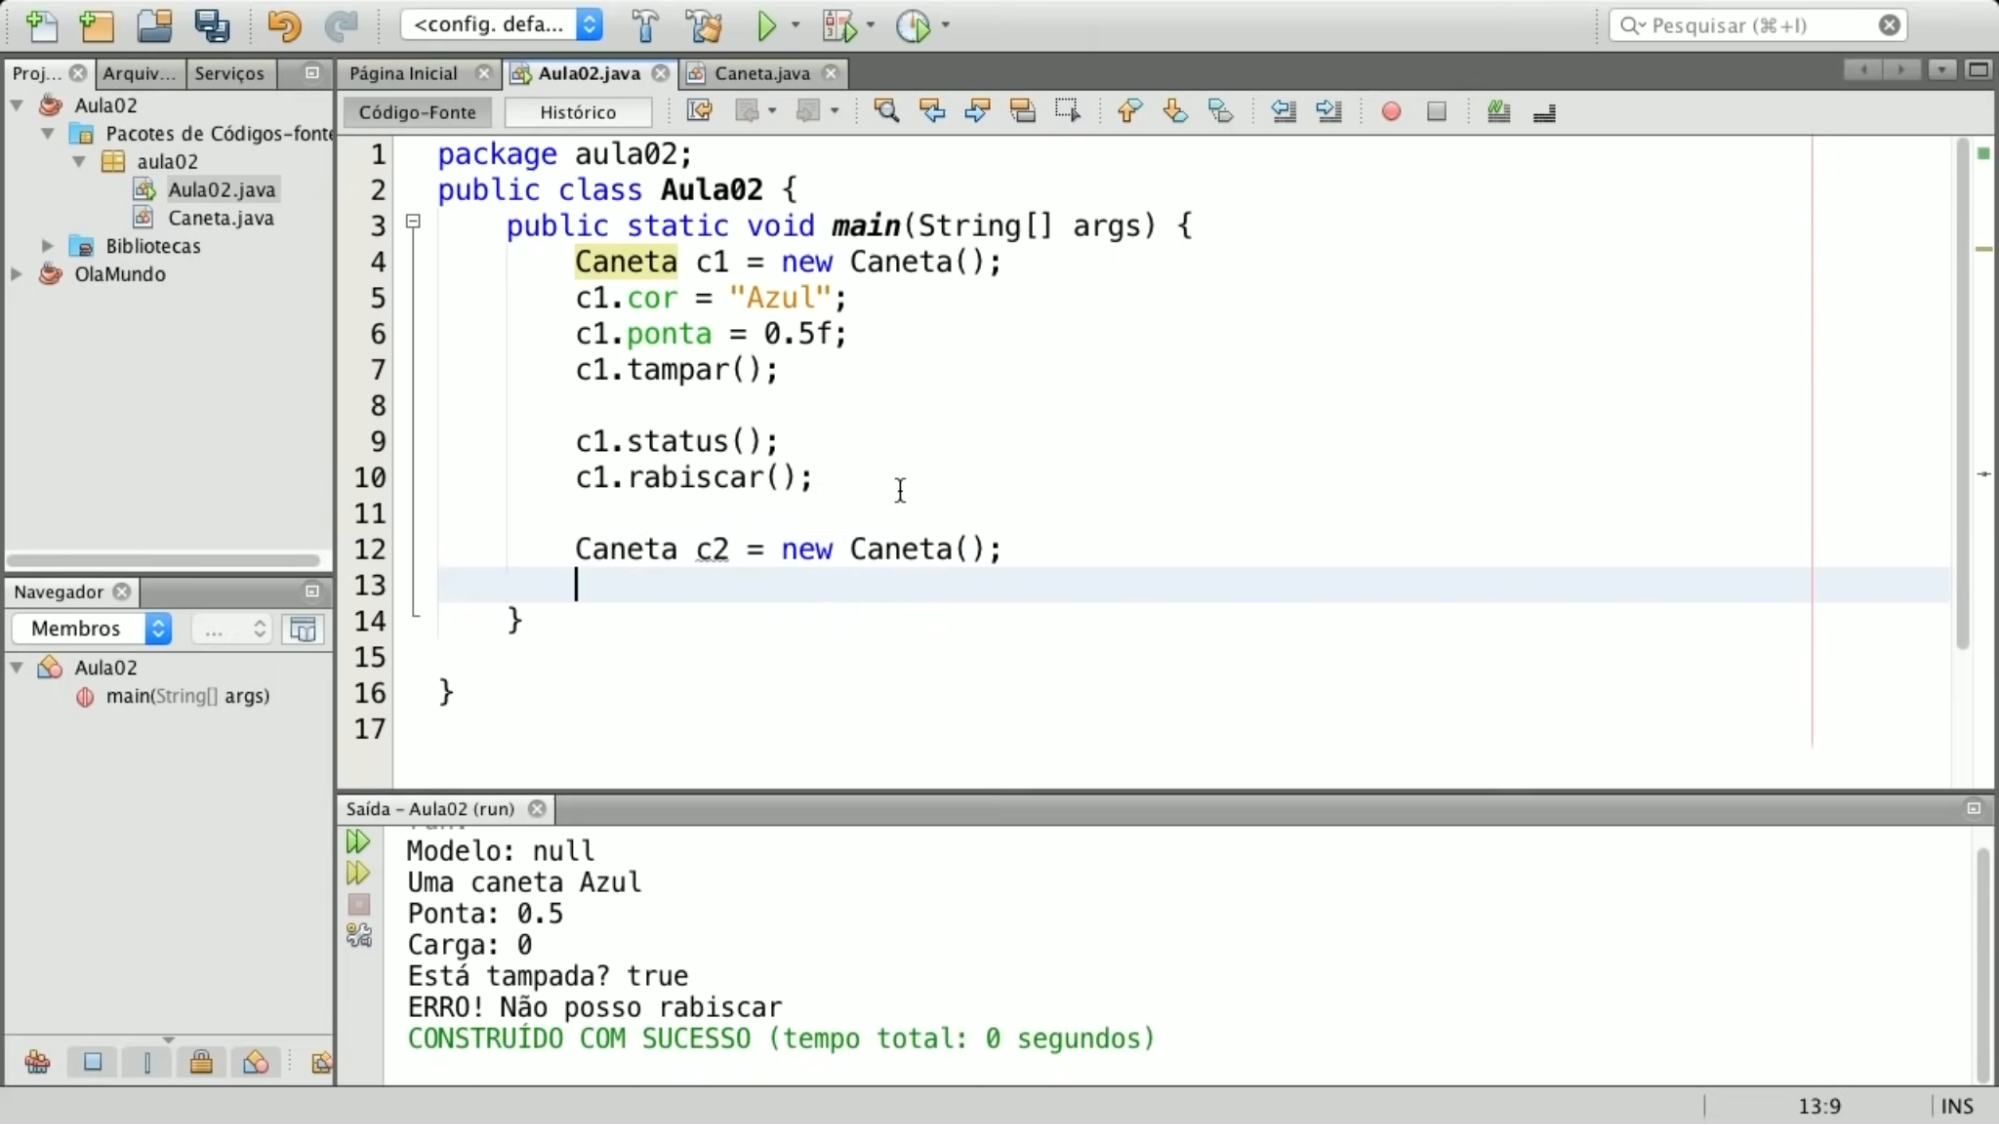 <config. defa...
Pesquisar (⌘+I)
Proj...
Arquiv...
Serviços
Página Inicial
Aula02.java
Caneta.java
Código-Fonte
Histórico
Aula02
Pacotes de Códigos-fonte
aula02
Aula02.java
Caneta.java
Bibliotecas
OlaMundo
Navegador
Membros
...
Aula02
main(String[] args)
1 package aula02;
2 public class Aula02 {
3 public static void main(String[] args) {
4 Caneta c1 = new Caneta();
5 c1.cor = "Azul";
6 c1.ponta = 0.5f;
7 c1.tampar();
8
9 c1.status();
10 c1.rabiscar();
11
12 Caneta c2 = new Caneta();
13
14 }
15
16 }
17
Saída - Aula02 (run)
Modelo: null
Uma caneta Azul
Ponta: 0.5
Carga: 0
Está tampada? true
ERRO! Não posso rabiscar
CONSTRUÍDO COM SUCESSO (tempo total: 0 segundos)
13:9
INS